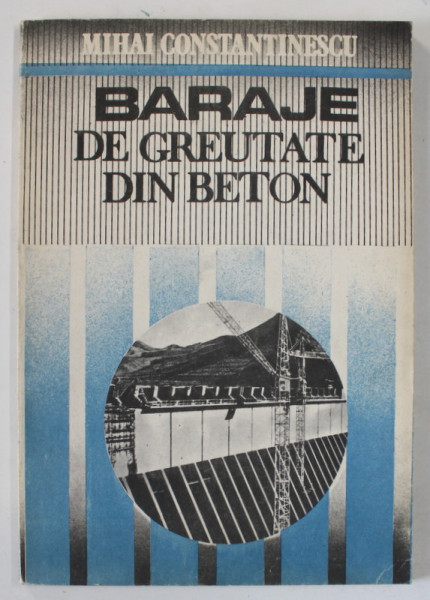 MIHAI CONSTANTINESCU
BARAJE
DE GREUTATE
DIN BETON